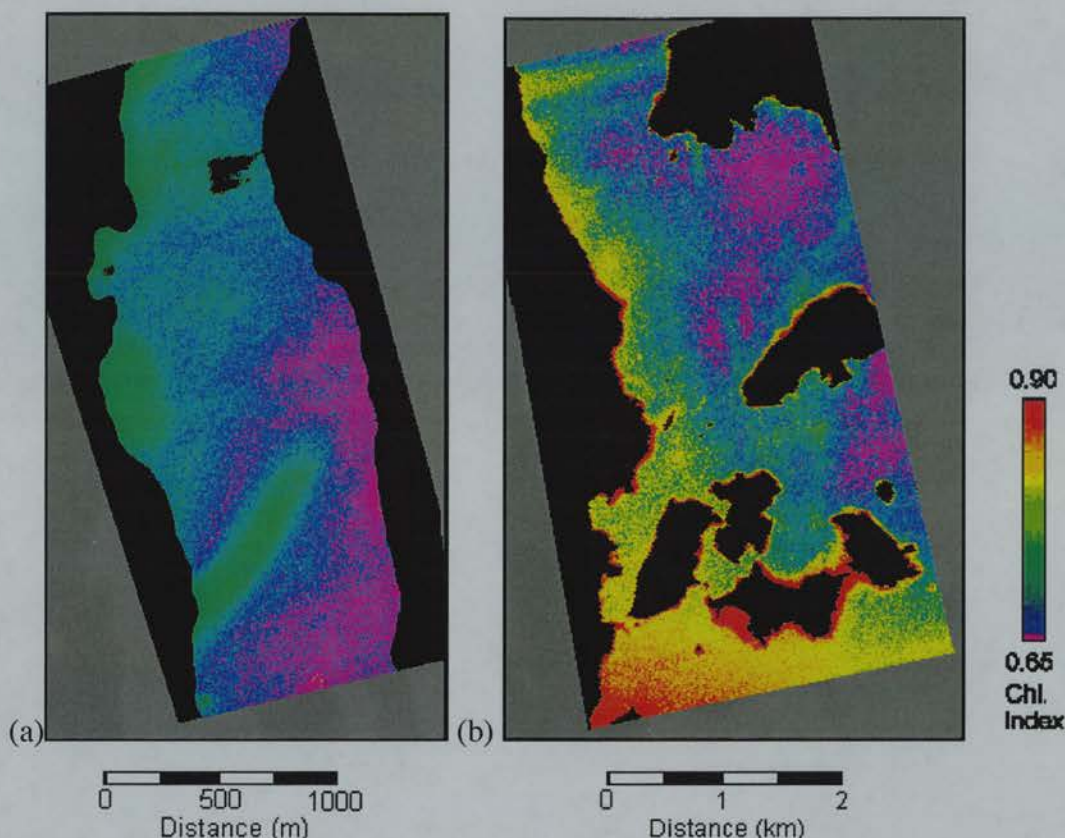 (a)
(b)
0.90
0.65
Chl.
Index
0 500 1000
Distance (m)
0 1 2
Distance (km)